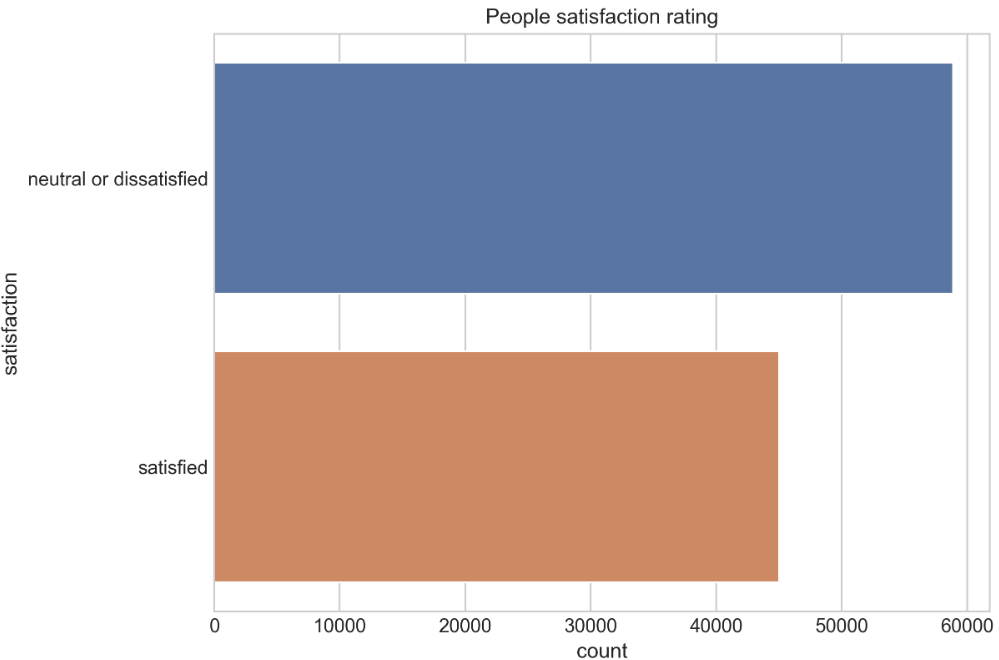 People satisfaction rating
satisfaction
neutral or dissatisfied
satisfied
0 10000 20000 30000 40000 50000 60000
count